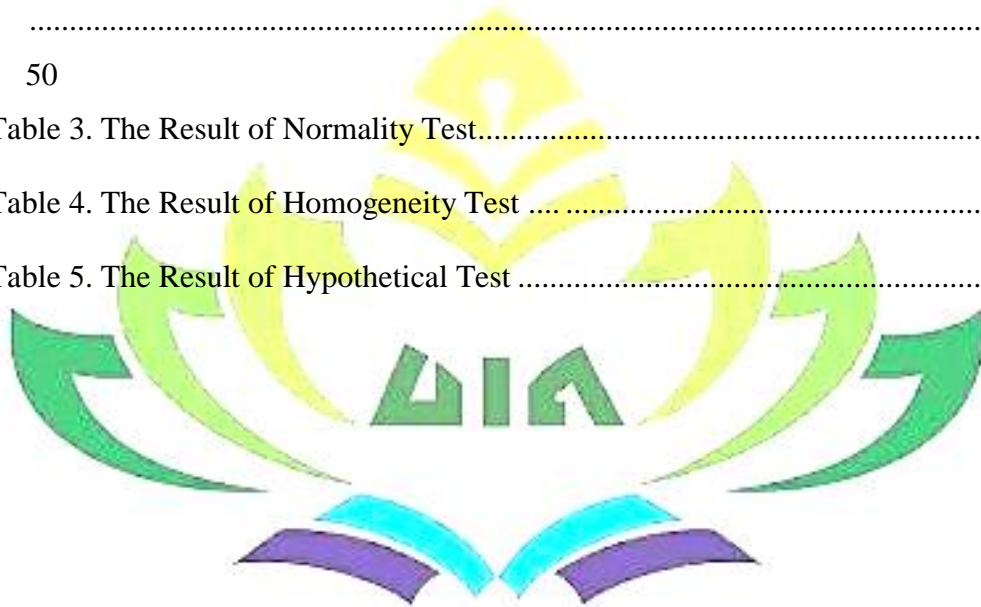 ................................................................................................................................................
50
Table 3. The Result of Normality Test.............................................................................
Table 4. The Result of Homogeneity Test .... ...............................................................
Table 5. The Result of Hypothetical Test ......................................................................
UIN